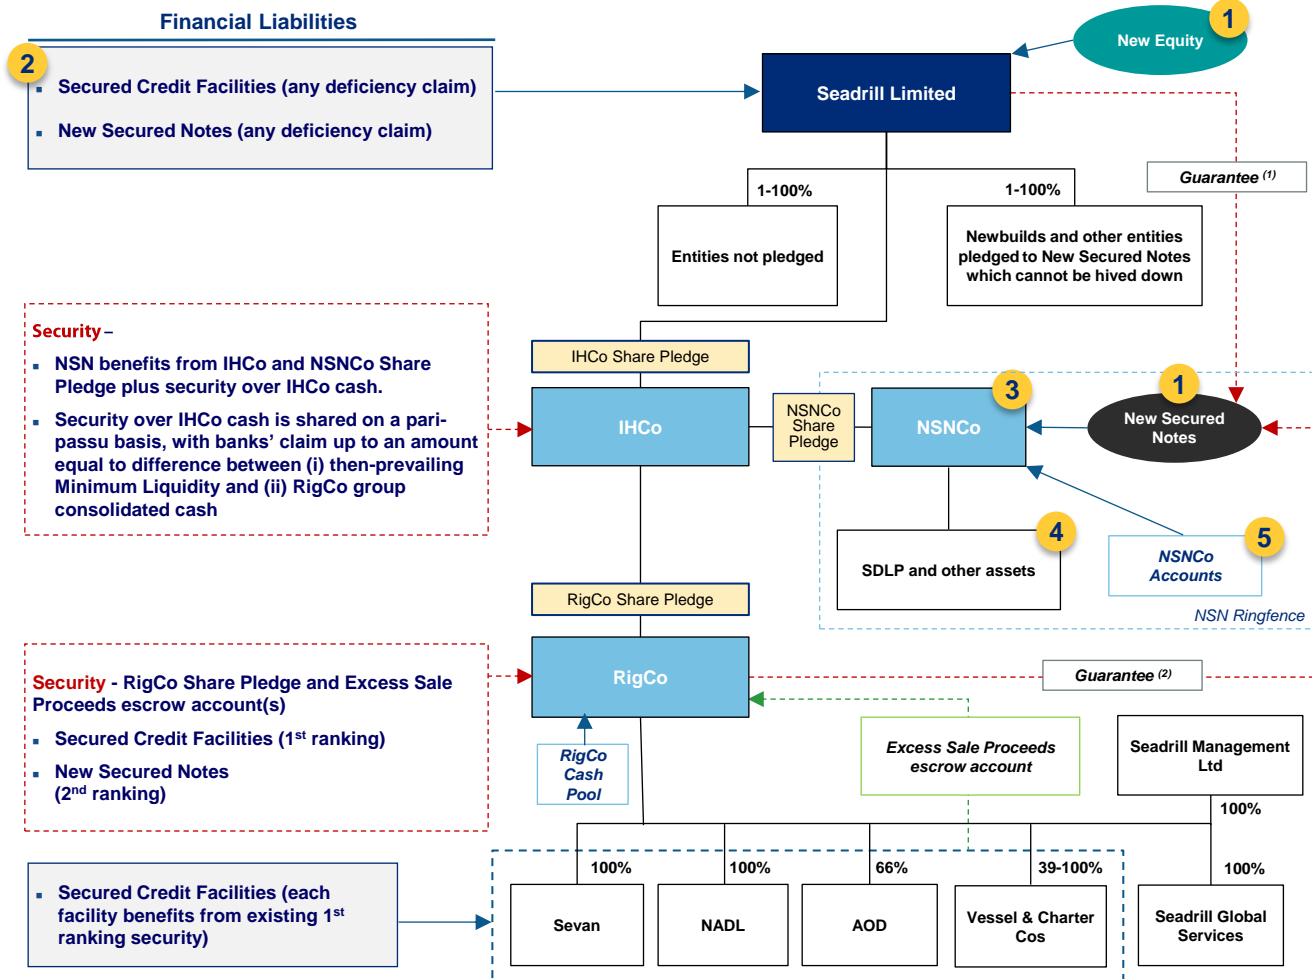 Financial Liabilities
2
▪ Secured Credit Facilities (any deficiency claim)
▪ New Secured Notes (any deficiency claim)
1
New Equity
Seadrill Limited
Guarantee (1)
1-100%
1-100%
Entities not pledged
Newbuilds and other entities
pledged to New Secured Notes
which cannot be hived down
Security –
▪ NSN benefits from IHCo and NSNCo Share
Pledge plus security over IHCo cash.
▪ Security over IHCo cash is shared on a pari-
passu basis, with banks’ claim up to an amount
equal to difference between (i) then-prevailing
Minimum Liquidity and (ii) RigCo group
consolidated cash
IHCo Share Pledge
IHCo
NSNCo
Share
Pledge
3
NSNCo
1
New Secured
Notes
4
SDLP and other assets
5
NSNCo
Accounts
NSN Ringfence
RigCo Share Pledge
Security - RigCo Share Pledge and Excess Sale
Proceeds escrow account(s)
▪ Secured Credit Facilities (1st ranking)
▪ New Secured Notes
(2nd ranking)
RigCo
Guarantee (2)
RigCo
Cash
Pool
Excess Sale Proceeds
escrow account
Seadrill Management
Ltd
100%
▪ Secured Credit Facilities (each
facility benefits from existing 1st
ranking security)
100%
100%
66%
39-100%
100%
Sevan
NADL
AOD
Vessel & Charter
Cos
Seadrill Global
Services